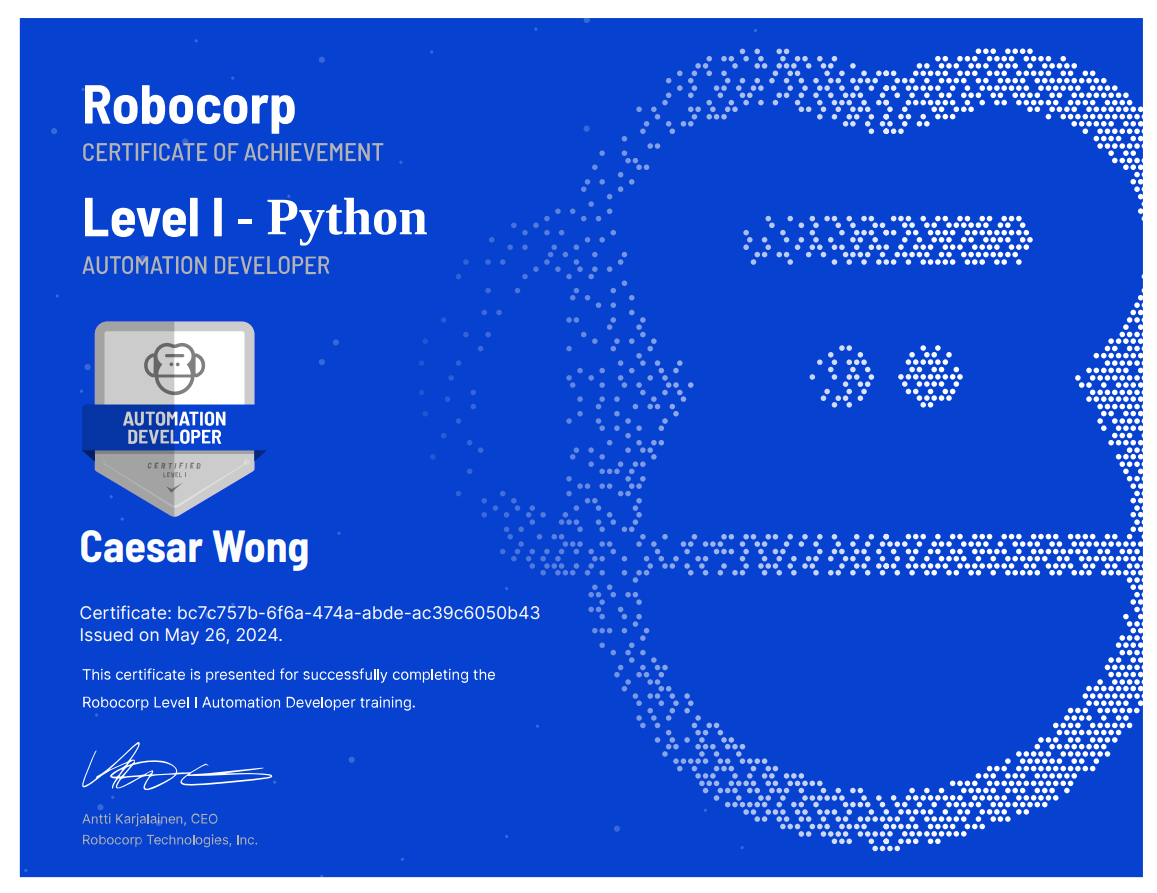 Robocorp
CERTIFICATE OF ACHIEVEMENT
Level I - Python
AUTOMATION DEVELOPER
AUTOMATION
DEVELOPER
CERTIFIED
LEVEL I
Caesar Wong
Certificate: bc7c757b-6f6a-474a-abde-ac39c6050b43
Issued on May 26, 2024.
This certificate is presented for successfully completing the
Robocorp Level I Automation Developer training.
Antti Karjalainen, CEO
Robocorp Technologies, Inc.